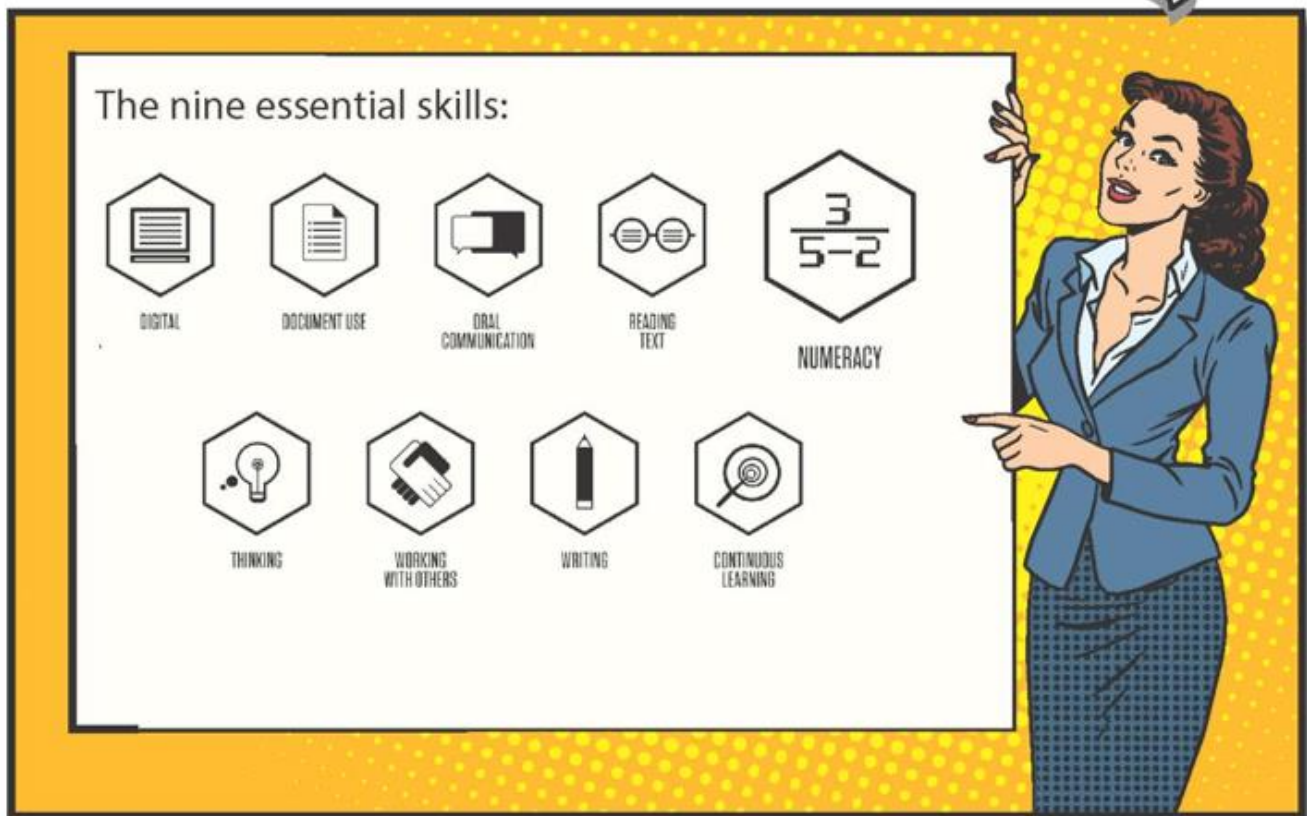 The nine essential skills:
3
5-2
DIGITAL
DOCUMENT USE
ORAL
COMMUNICATION
READING
TEXT
NUMERACY
THINKING
WORKING
WITH OTHERS
WRITING
CONTINUOUS
LEARNING